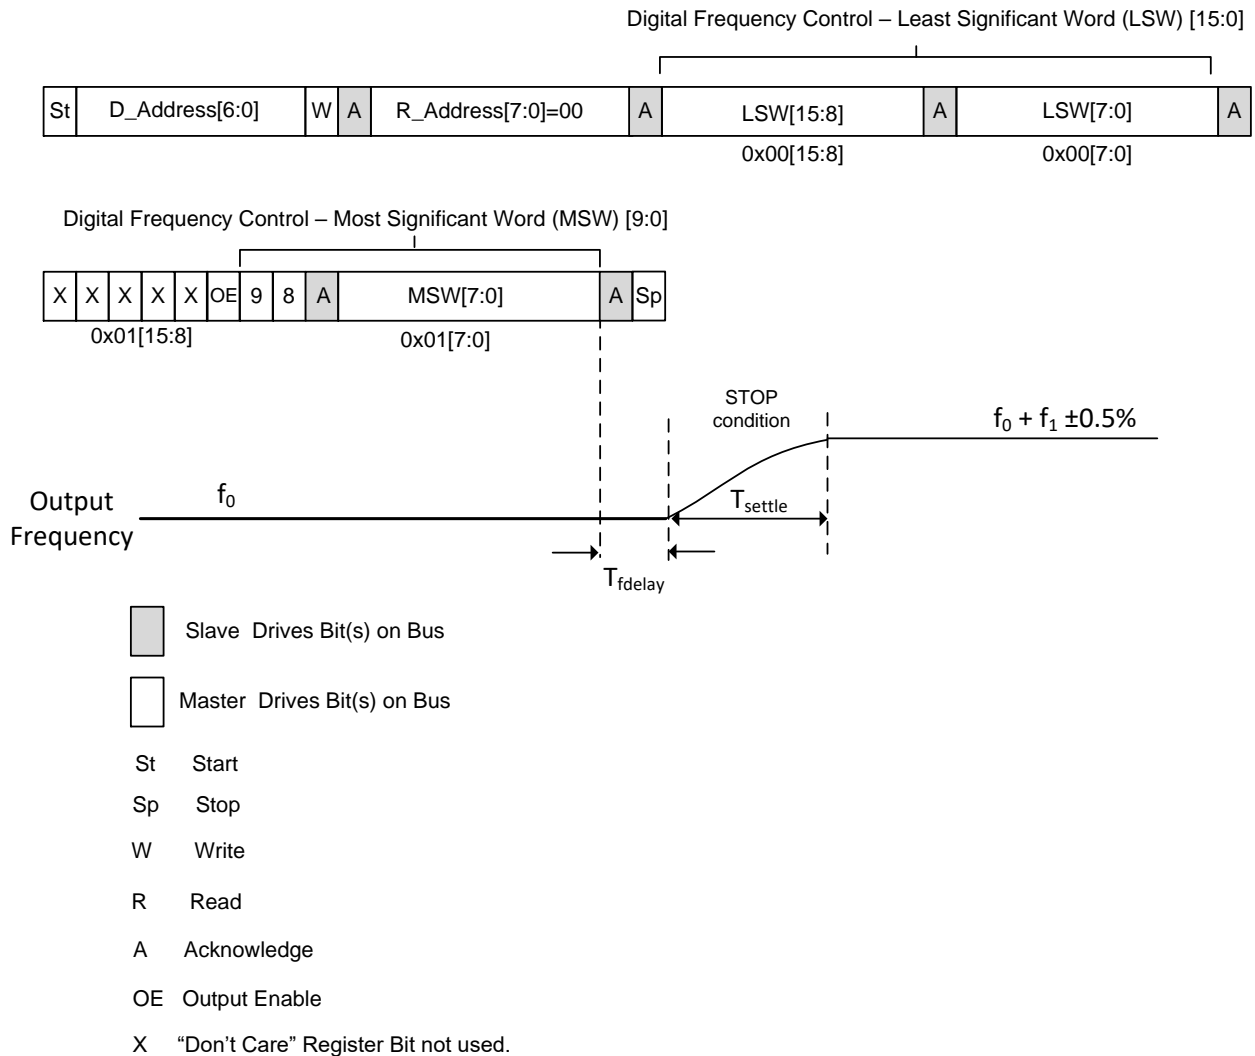 Digital Frequency Control – Least Significant Word (LSW) [15:0]
St D_Address[6:0] W A R_Address[7:0]=00 A LSW[15:8] A LSW[7:0] A
0x00[15:8] 0x00[7:0]
Digital Frequency Control – Most Significant Word (MSW) [9:0]
X X X X X OE 9 8 A MSW[7:0] A Sp
0x01[15:8] 0x01[7:0]
STOP
condition
f₀ + f₁ ±0.5%
Output
Frequency
f₀
Tsettle
Tfdelay
Slave Drives Bit(s) on Bus
Master Drives Bit(s) on Bus
St Start
Sp Stop
W Write
R Read
A Acknowledge
OE Output Enable
X “Don’t Care” Register Bit not used.